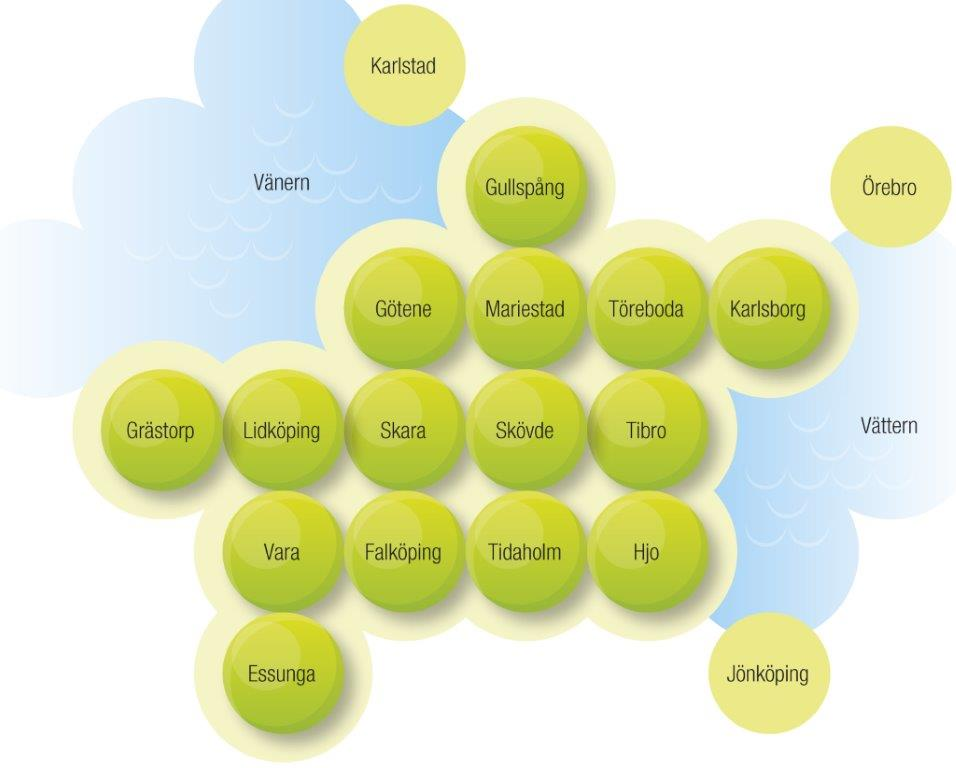 Karlstad
Vänern
Gullspång
Örebro
Götene
Mariestad
Töreboda
Karlsborg
Grästorp
Lidköping
Skara
Skövde
Tibro
Vättern
Vara
Falköping
Tidaholm
Hjo
Essunga
Jönköping